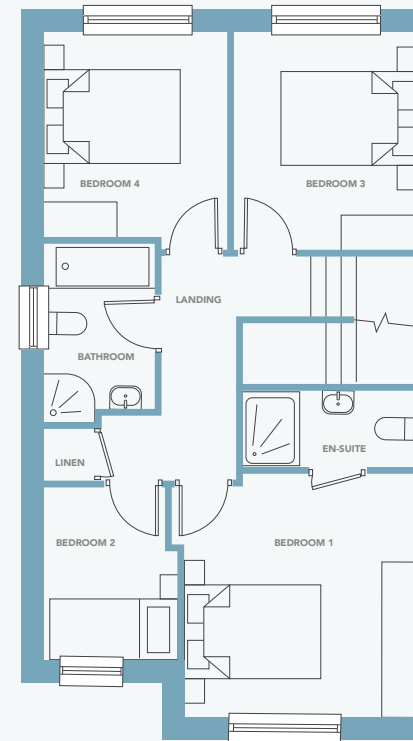 BEDROOM 4
BEDROOM 3
LANDING
BATHROOM
EN-SUITE
LINEN
BEDROOM 2
BEDROOM 1